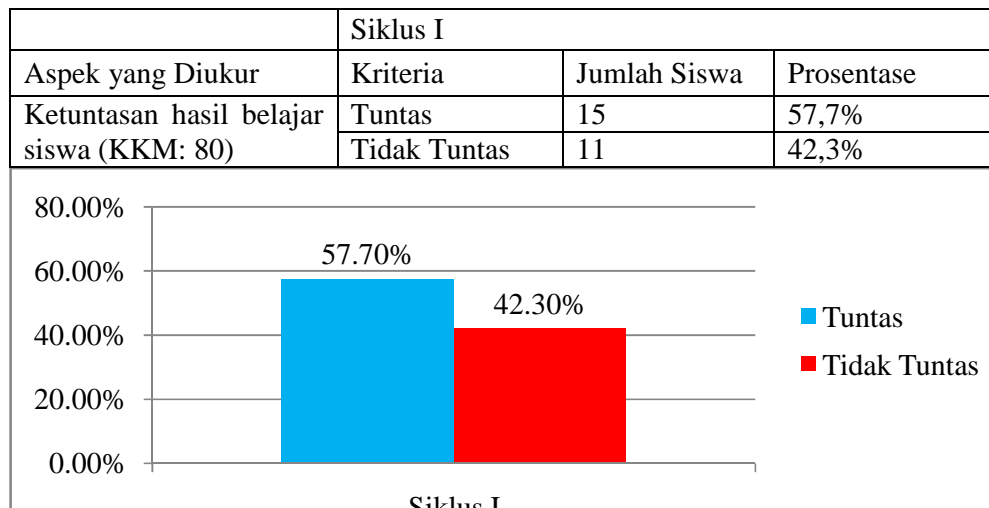 Siklus I
Aspek yang Diukur Kriteria Jumlah Siswa Prosentase
Ketuntasan hasil belajar Tuntas 15 57,7%
siswa (KKM: 80) Tidak Tuntas 11 42,3%
80.00%
57.70%
60.00%
42.30%
Tuntas
40.00%
Tidak Tuntas
20.00%
0.00%
Siklus I